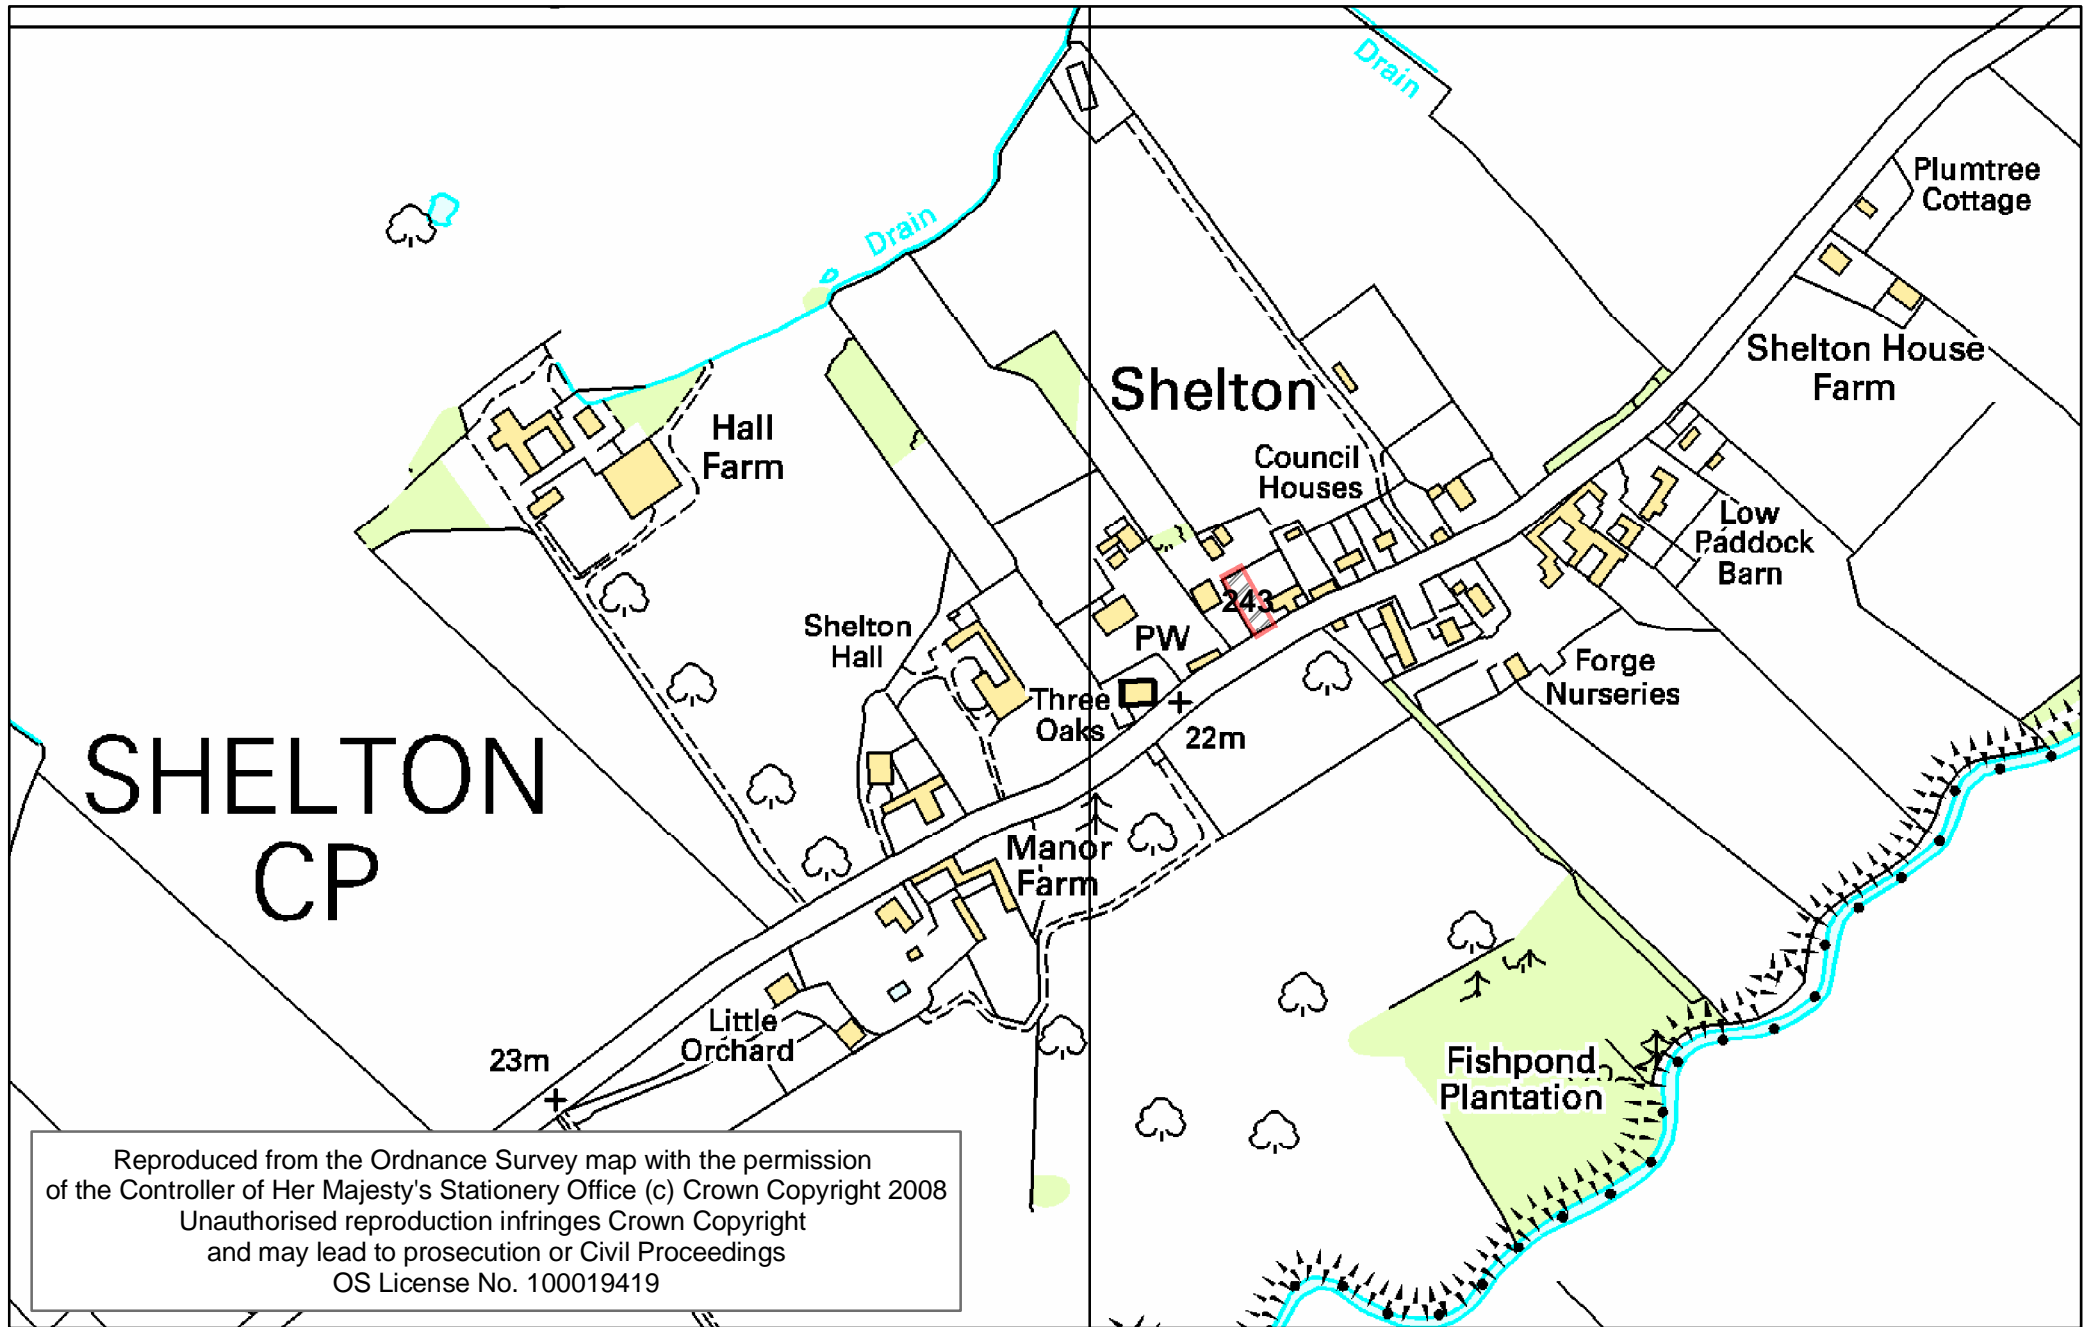 Drain
Plumtree
Cottage
Drain
Shelton House
Farm
Shelton
Hall
Farm
Council
Houses
Low
Paddock
Barn
243
Shelton
Hall
PW
Forge
Nurseries
Three
Oaks
22m
SHELTON
CP
Manor
Farm
Little
Orchard
23m
Fishpond
Plantation
Reproduced from the Ordnance Survey map with the permission
of the Controller of Her Majesty's Stationery Office (c) Crown Copyright 2008
Unauthorised reproduction infringes Crown Copyright
and may lead to prosecution or Civil Proceedings
OS License No. 100019419